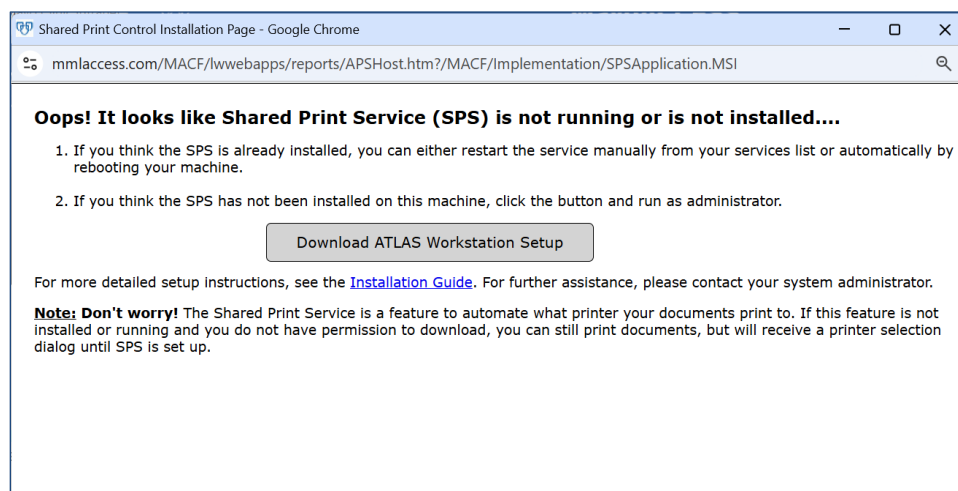 Shared Print Control Installation Page - Google Chrome
mmlaccess.com/MACF/lwwebapps/reports/APSHost.htm?/MACF/Implementation/SPSApplication.MSI
Oops! It looks like Shared Print Service (SPS) is not running or is not installed....
1. If you think the SPS is already installed, you can either restart the service manually from your services list or automatically by
rebooting your machine.
2. If you think the SPS has not been installed on this machine, click the button and run as administrator.
Download ATLAS Workstation Setup
For more detailed setup instructions, see the Installation Guide. For further assistance, please contact your system administrator.
Note: Don't worry! The Shared Print Service is a feature to automate what printer your documents print to. If this feature is not
installed or running and you do not have permission to download, you can still print documents, but will receive a printer selection
dialog until SPS is set up.